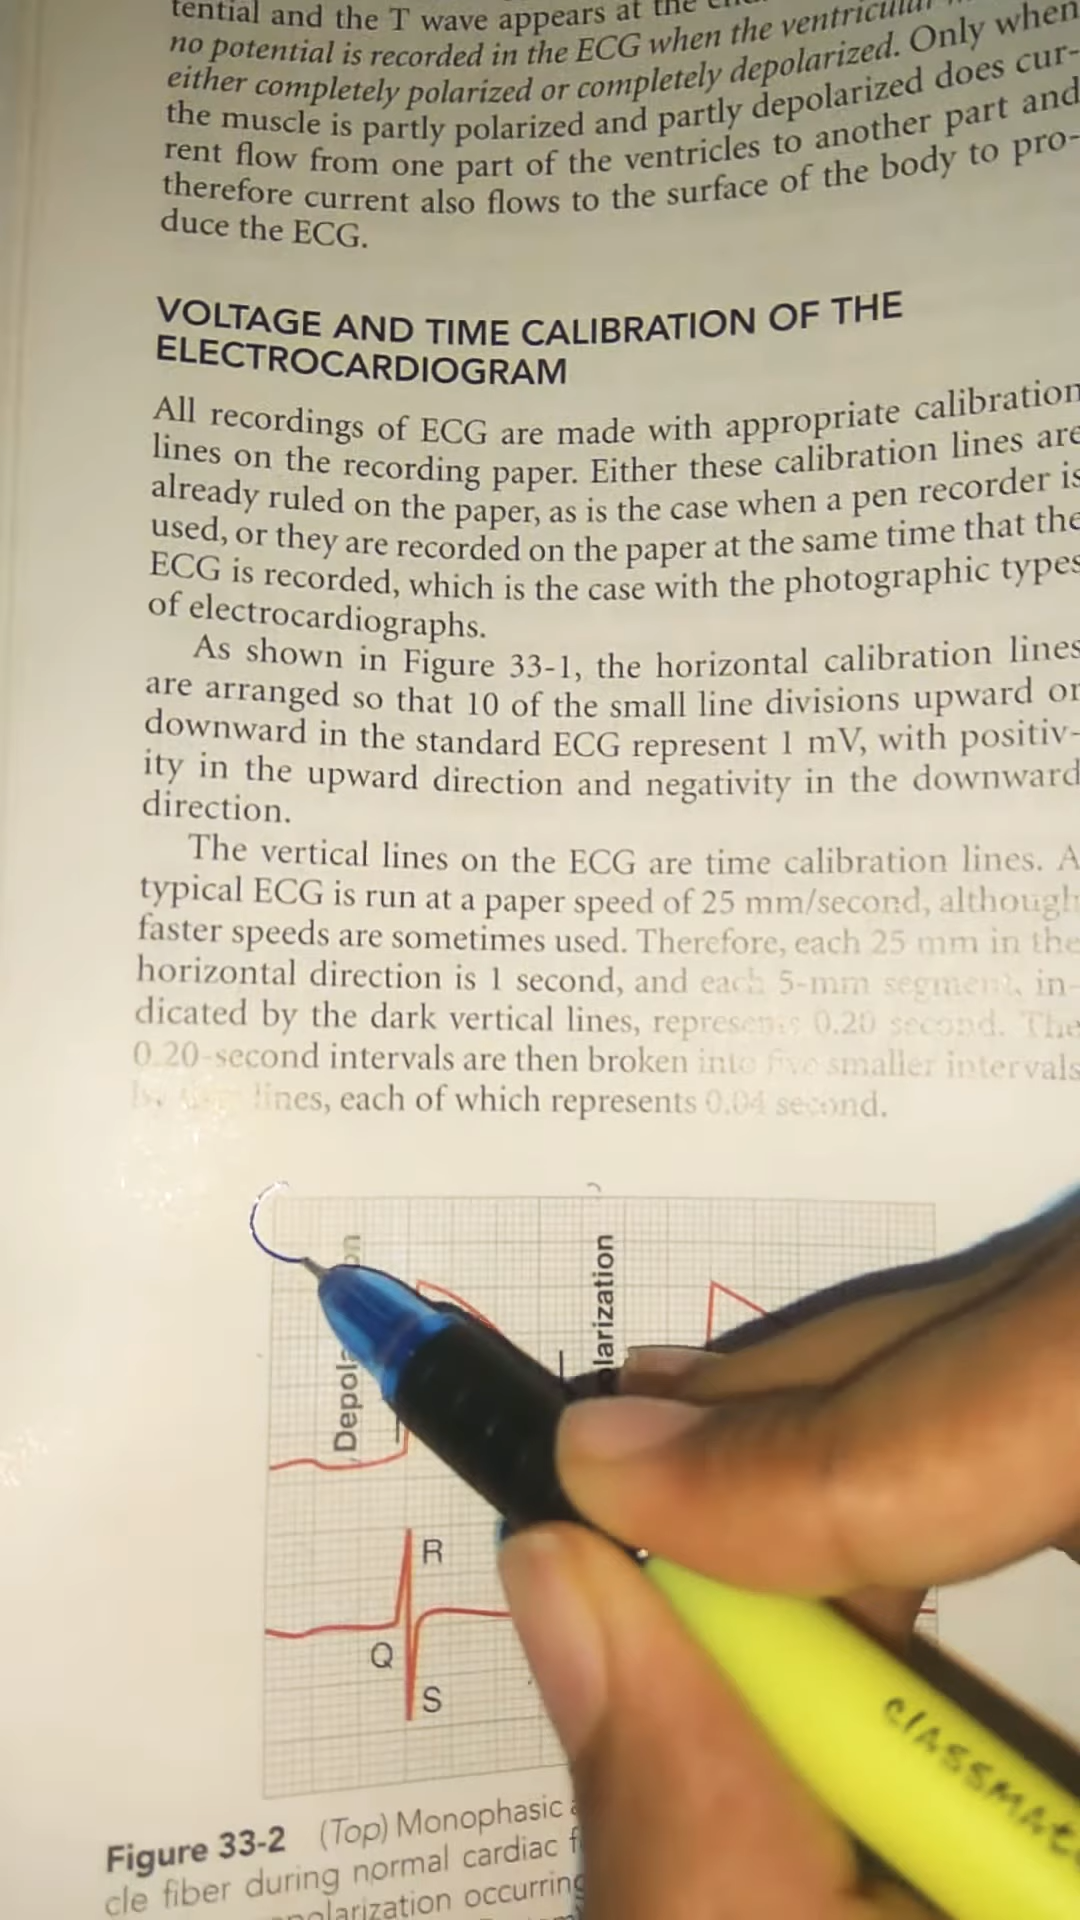 tential and the T wave appears at the
no potential is recorded in the ECG when the ventricular
either completely polarized or completely depolarized. Only when
the muscle is partly polarized and partly depolarized does cur-
rent flow from one part of the ventricles to another part and
therefore current also flows to the surface of the body to pro-
duce the ECG.
VOLTAGE AND TIME CALIBRATION OF THE
ELECTROCARDIOGRAM
All recordings of ECG are made with appropriate calibration
lines on the recording paper. Either these calibration lines are
already ruled on the paper, as is the case when a pen recorder is
used, or they are recorded on the paper at the same time that the
ECG is recorded, which is the case with the photographic types
of electrocardiographs.
As shown in Figure 33-1, the horizontal calibration lines
are arranged so that 10 of the small line divisions upward or
downward in the standard ECG represent 1 mV, with positiv-
ity in the upward direction and negativity in the downward
direction.
The vertical lines on the ECG are time calibration lines. A
typical ECG is run at a paper speed of 25 mm/second, although
faster speeds are sometimes used. Therefore, each 25 mm in the
horizontal direction is 1 second, and each 5-mm segment, in-
dicated by the dark vertical lines, represents 0.20 second. The
0.20-second intervals are then broken into five smaller intervals
lines, each of which represents 0.04 second.
Depola on
larization
R
Q
S
Figure 33-2 (Top) Monophasic
cle fiber during normal cardiac f
polarization occurring
CLASSMATE